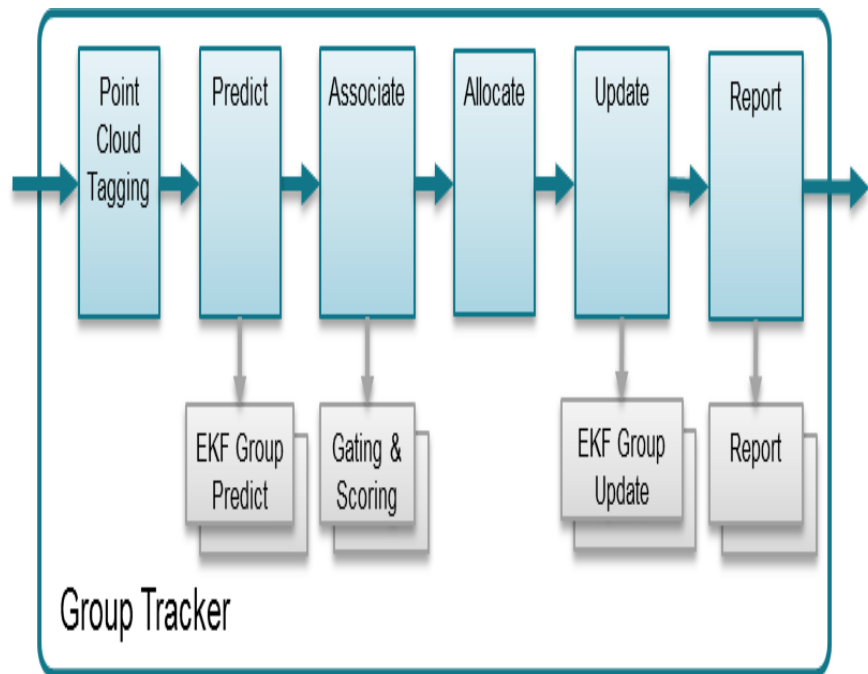 Point
Cloud
Tagging
Predict
Associate
Allocate
Update
Report
EKF Group
Predict
Gating &
Scoring
EKF Group
Update
Report
Group Tracker